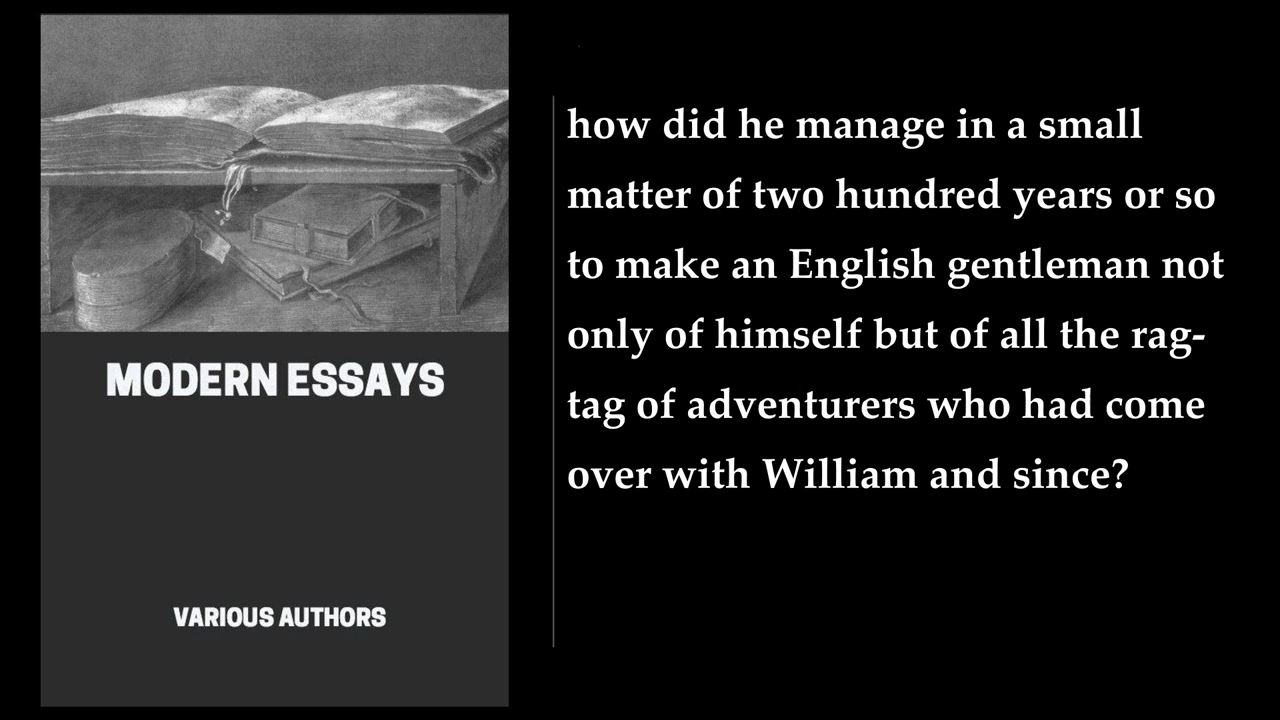 MODERN ESSAYS
VARIOUS AUTHORS
how did he manage in a small
matter of two hundred years or so
to make an English gentleman not
only of himself but of all the rag-
tag of adventurers who had come
over with William and since?